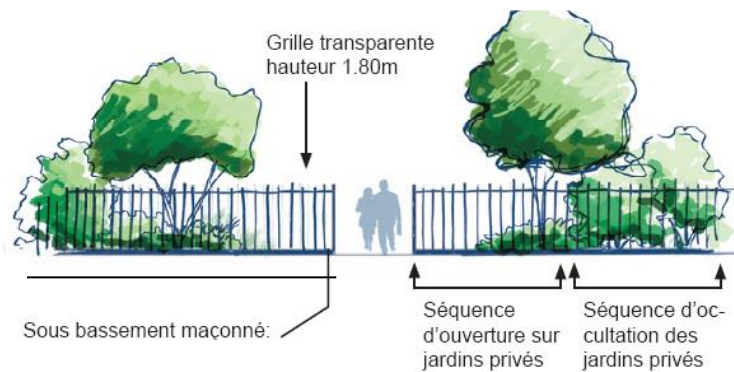 Grille transparente
hauteur 1.80m
Sous bassement maçonné:
Séquence
d'ouverture sur
jardins privés
Séquence d'oc-
cultation des
jardins privés